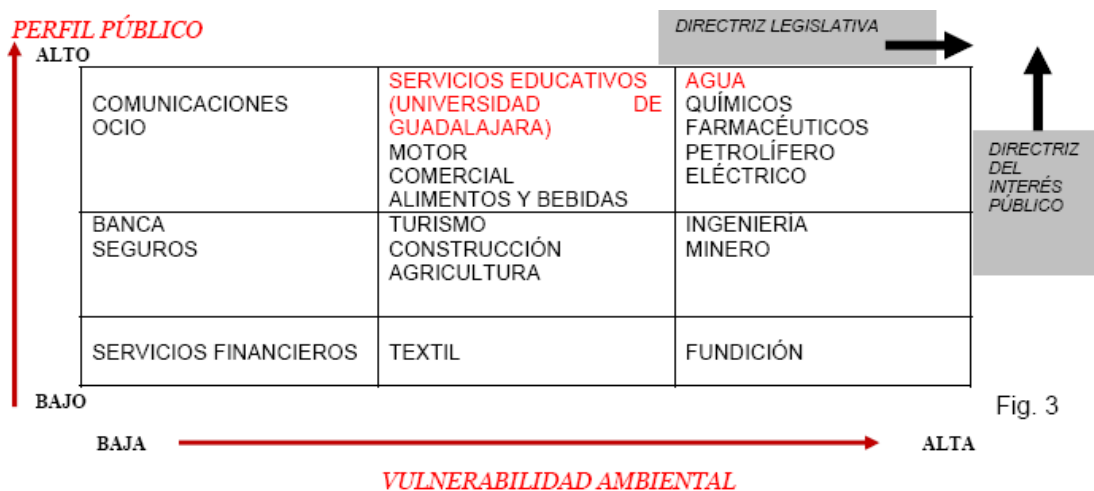 PERFIL PÚBLICO
ALTO
DIRECTRIZ LEGISLATIVA
COMUNICACIONES
OCIO
SERVICIOS EDUCATIVOS
(UNIVERSIDAD DE
GUADALAJARA)
MOTOR
COMERCIAL
ALIMENTOS Y BEBIDAS
AGUA
QUÍMICOS
FARMACÉUTICOS
PETROLÍFERO
ELÉCTRICO
DIRECTRIZ
DEL
INTERÉS
PÚBLICO
BANCA
SEGUROS
TURISMO
CONSTRUCCIÓN
AGRICULTURA
INGENIERÍA
MINERO
SERVICIOS FINANCIEROS
TEXTIL
FUNDICIÓN
BAJO
Fig. 3
BAJA
ALTA
VULNERABILIDAD AMBIENTAL